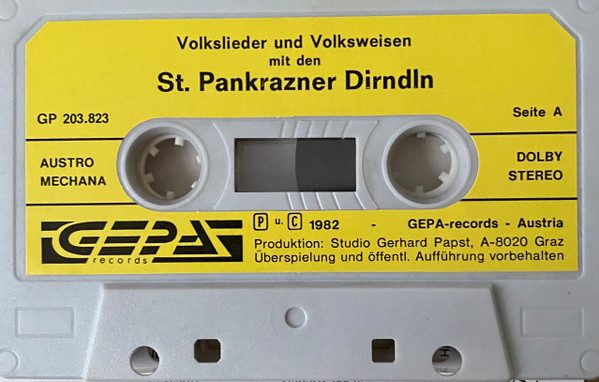 Volkslieder und Volksweisen
mit den
St. Pankrazner Dirndln
GP 203.823
Seite A
AUSTRO
MECHANA
DOLBY
STEREO
GEPA
records
P u. C 1982 - GEPA-records - Austria
Produktion: Studio Gerhard Papst, A-8020 Graz
Überspielung und öffentl. Aufführung vorbehalten